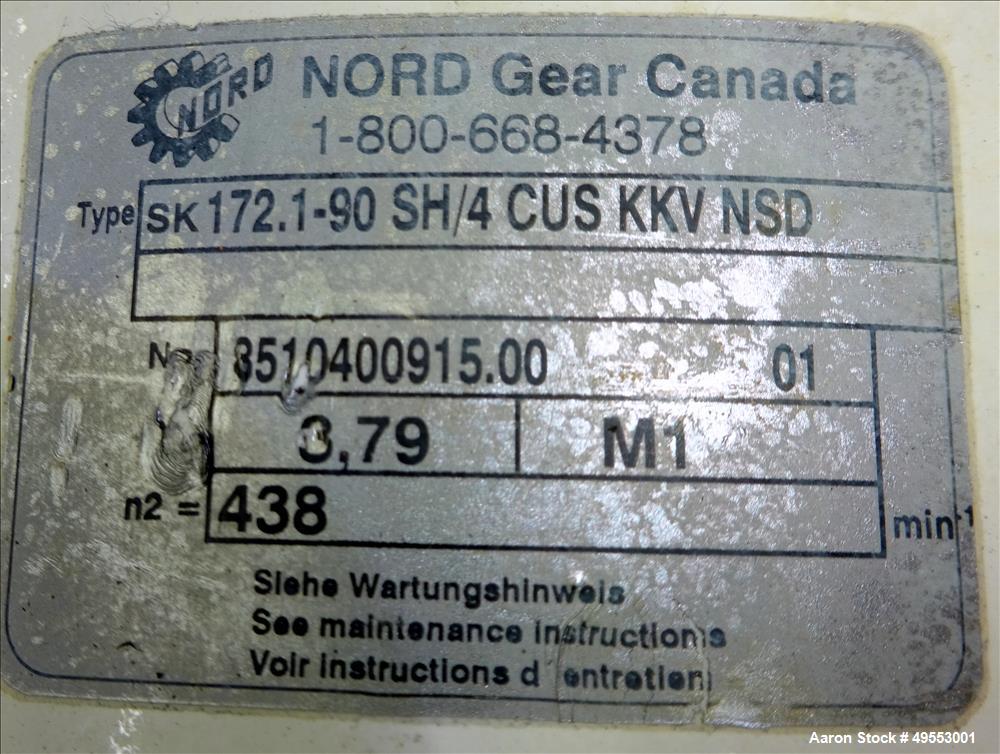 NORD NORD Gear Canada
1-800-668-4378
Type SK 172.1-90 SH/4 CUS KKV NSD
8510400915.00 01
3,79 M1
n2 = 438 min-1
Siehe Wartungshinweis
See maintenance instructions
Voir instructions d' entretien
Aaron Stock # 49553001